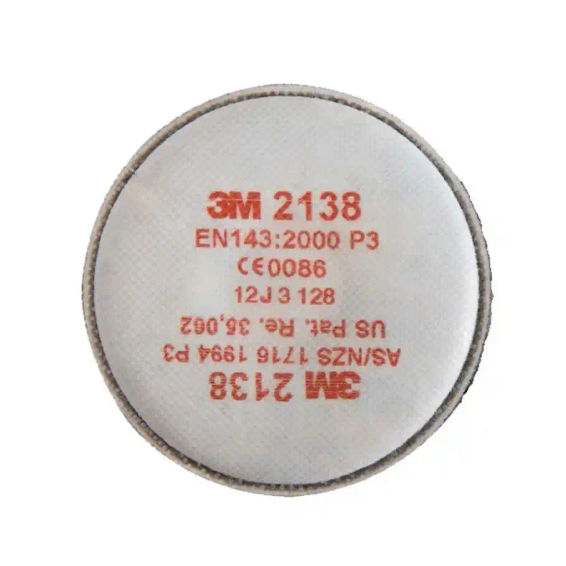 3M 2138
EN143:2000 P3
CE0086
12J 3 128
3M 2138
AS/NZS 1716 1994 P3
US Pat. Re. 35,062